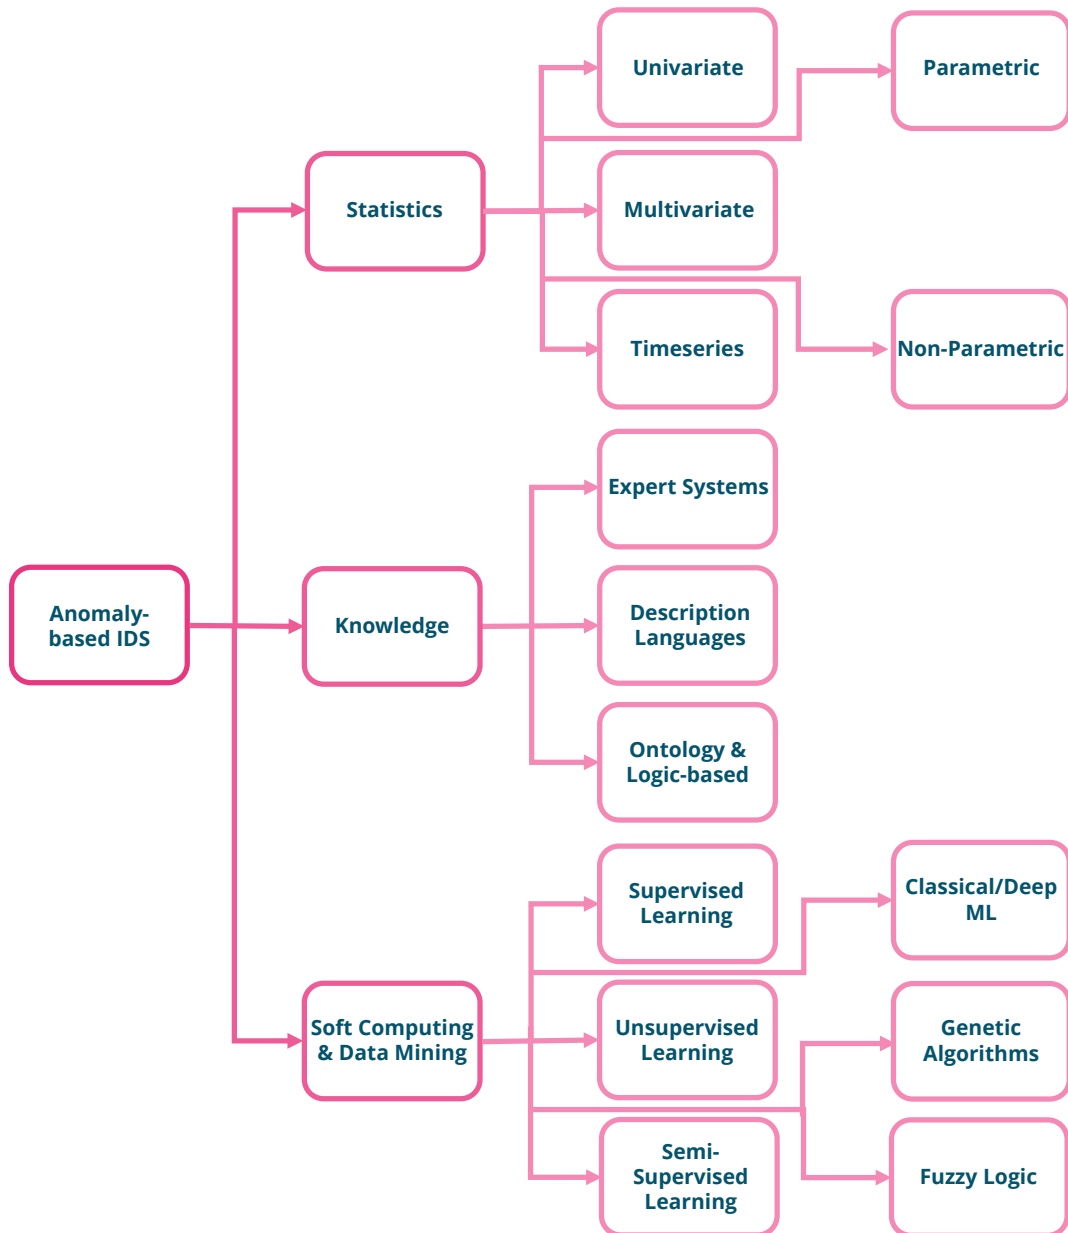 Univariate
Parametric
Statistics
Multivariate
Timeseries
Non-Parametric
Expert Systems
Anomaly-
based IDS
Knowledge
Description
Languages
Ontology &
Logic-based
Supervised
Learning
Classical/Deep
ML
Soft Computing
& Data Mining
Unsupervised
Learning
Genetic
Algorithms
Semi-
Supervised
Learning
Fuzzy Logic